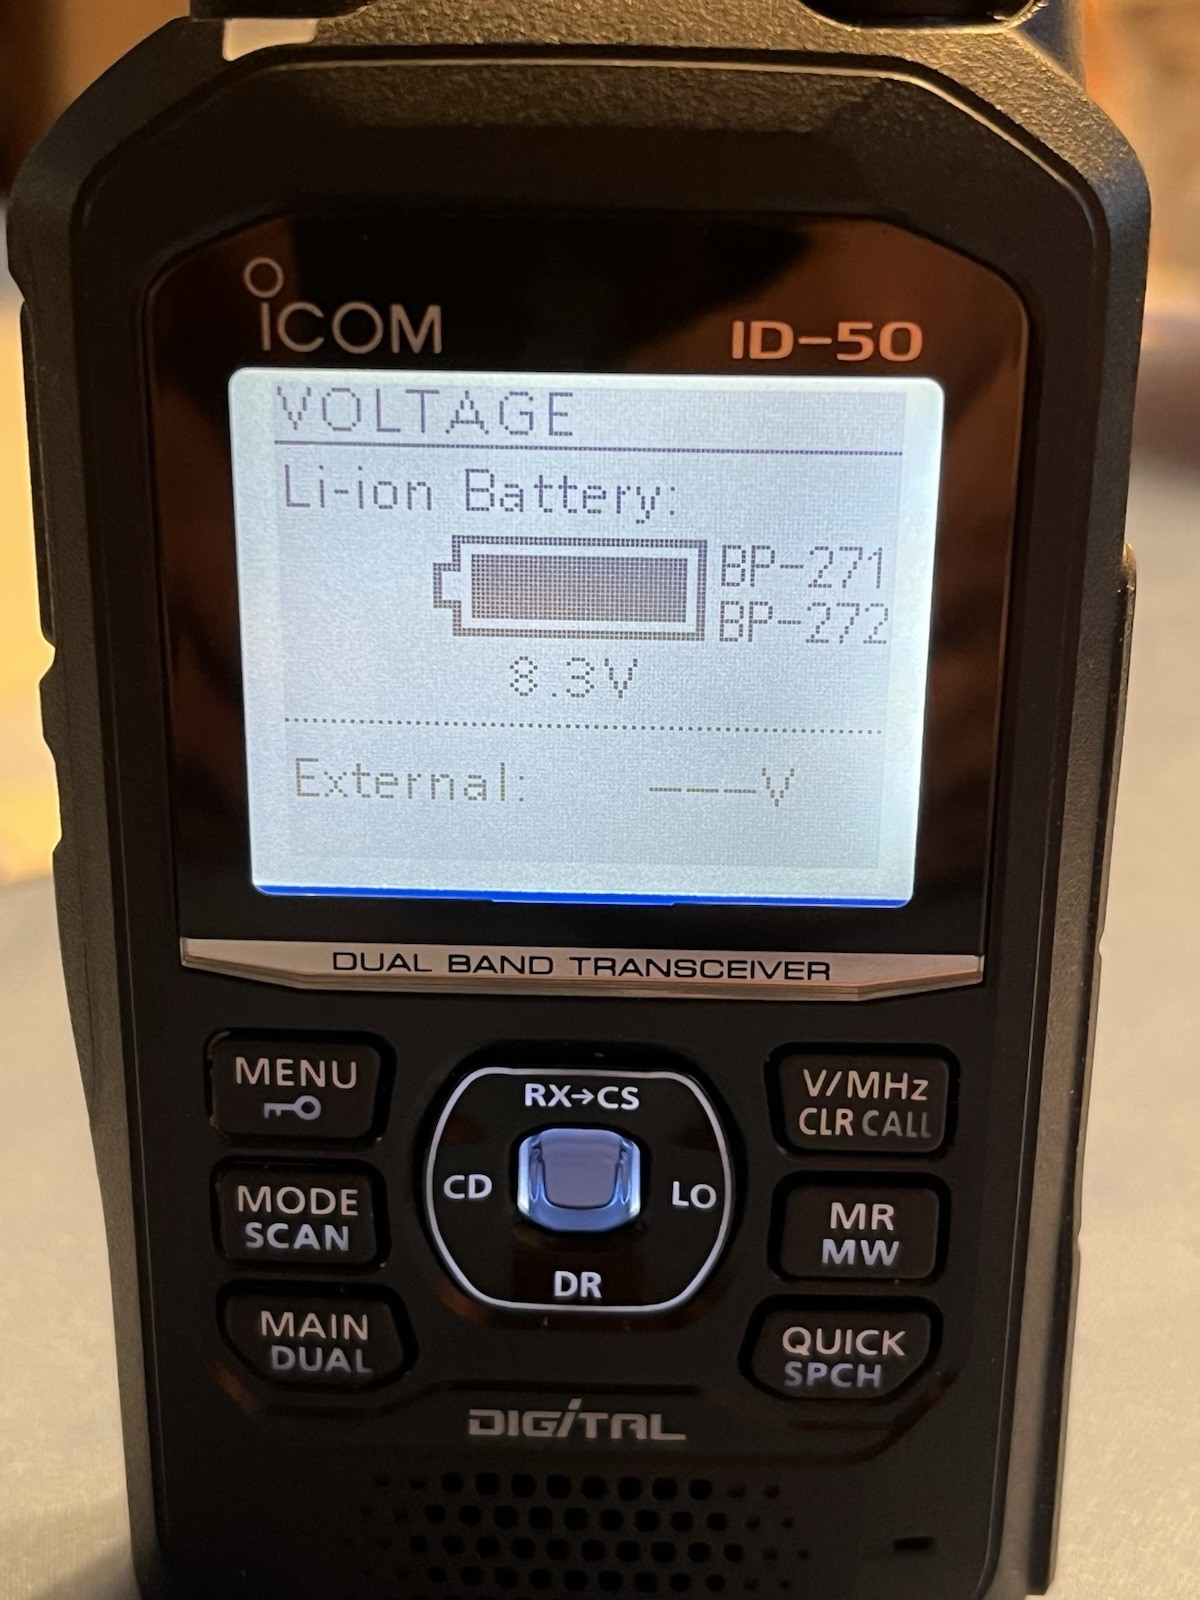 ICOM
ID-50
VOLTAGE
Li-ion Battery:
BP-271
BP-272
8.3V
External: ---V
DUAL BAND TRANSCEIVER
MENU
RX→CS
V/MHz
CLR CALL
CD
LO
MODE
SCAN
MR
MW
DR
MAIN
DUAL
QUICK
SPCH
DIGITAL